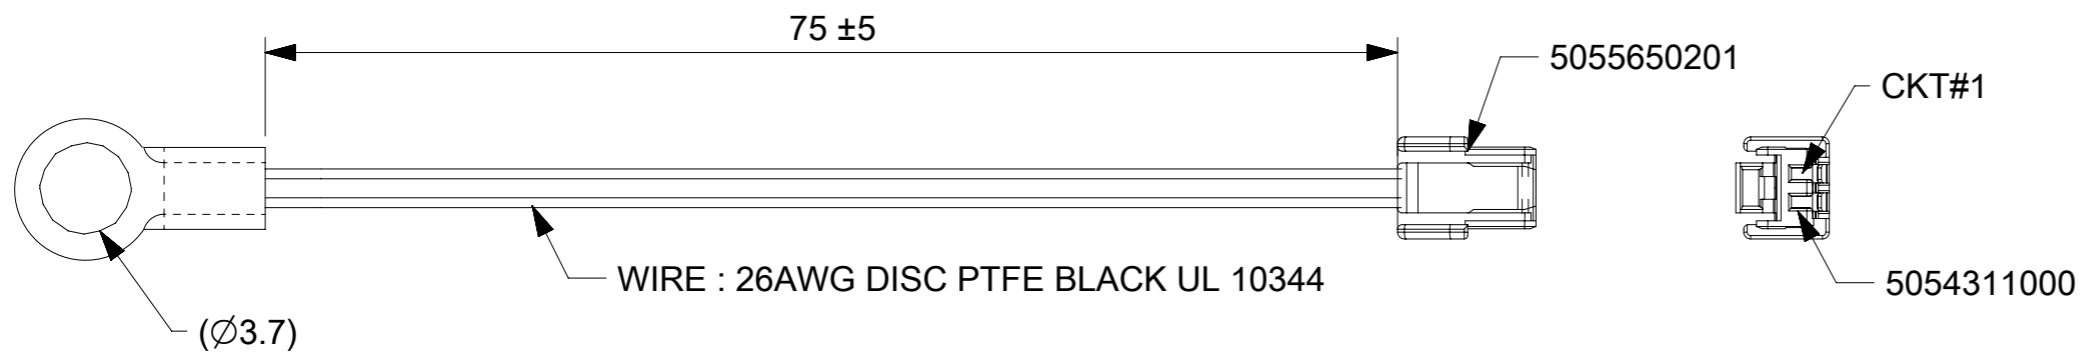 75 ±5
5055650201
CKT#1
WIRE : 26AWG DISC PTFE BLACK UL 10344
5054311000
(∅3.7)